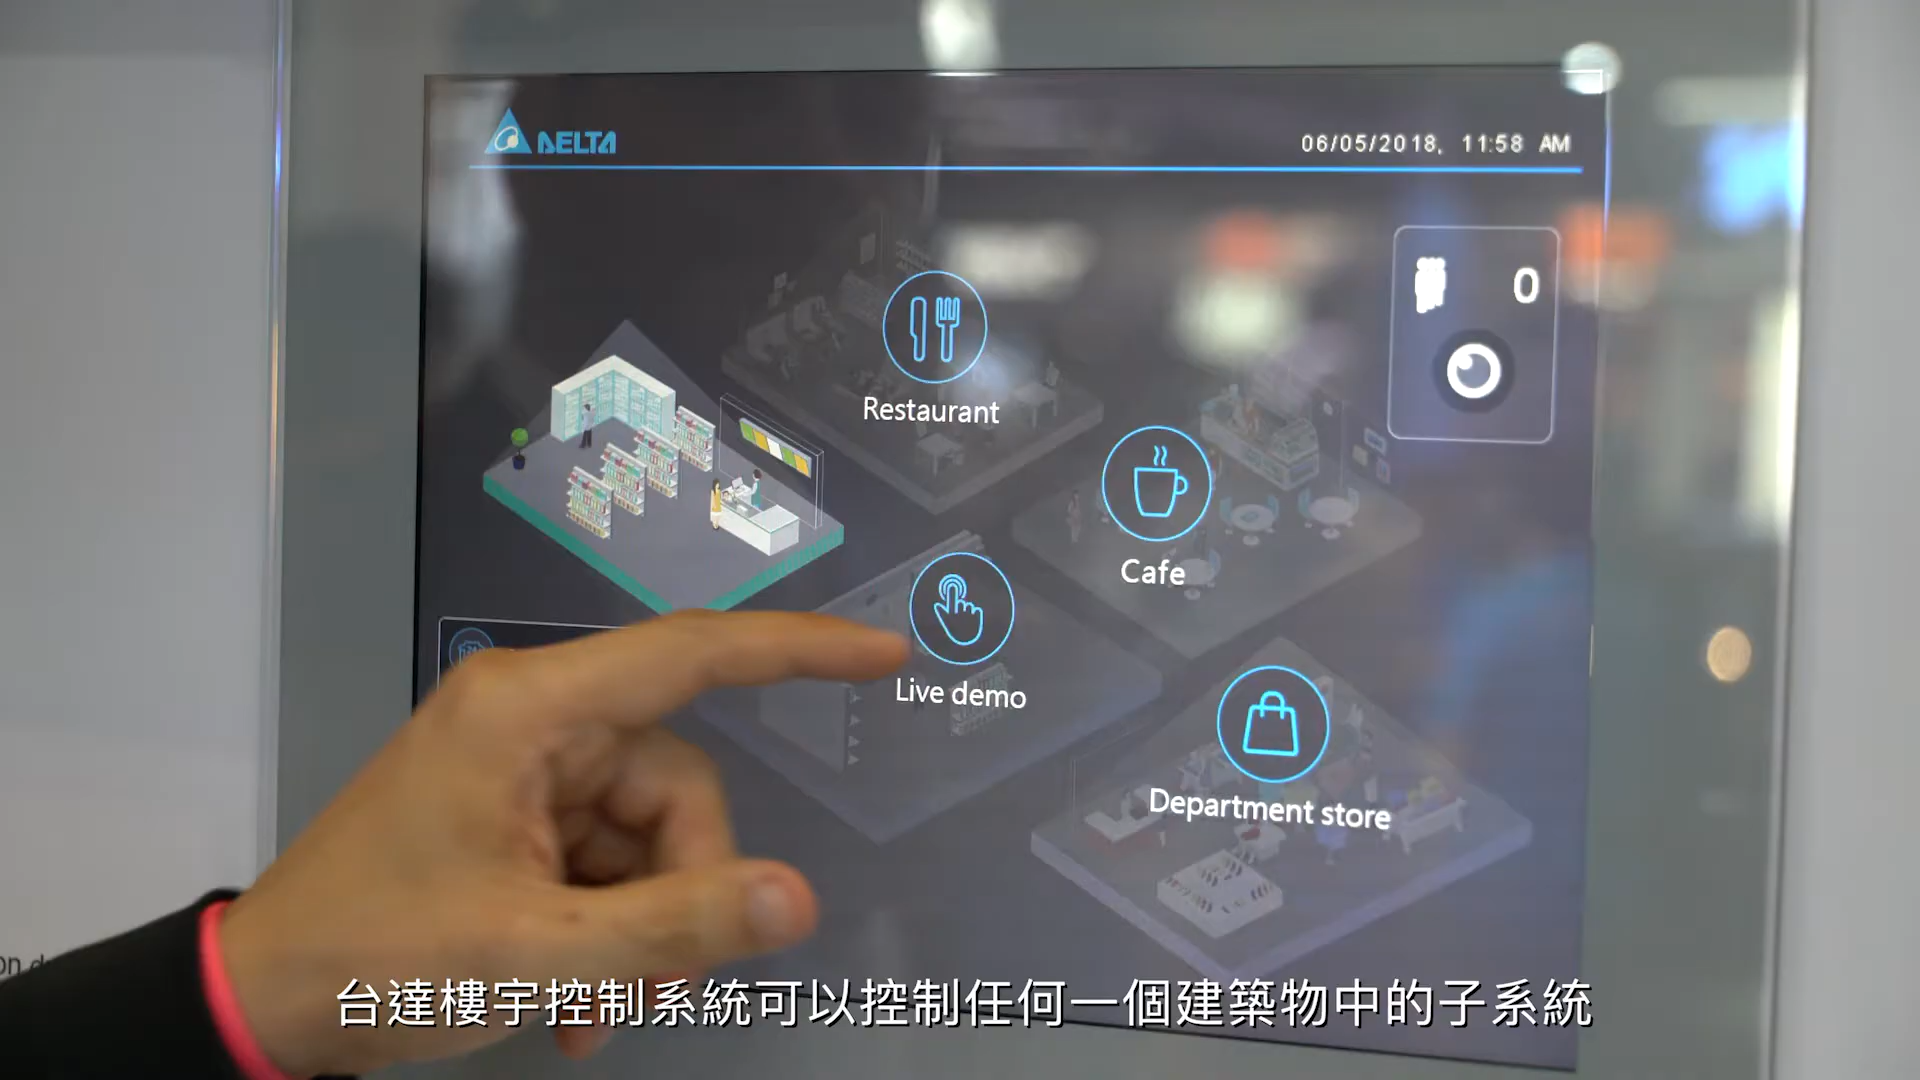 DELTA
06/05/2018, 11:58 AM
0
Restaurant
Cafe
Live demo
Department store
台達樓宇控制系統可以控制任何一個建築物中的子系統